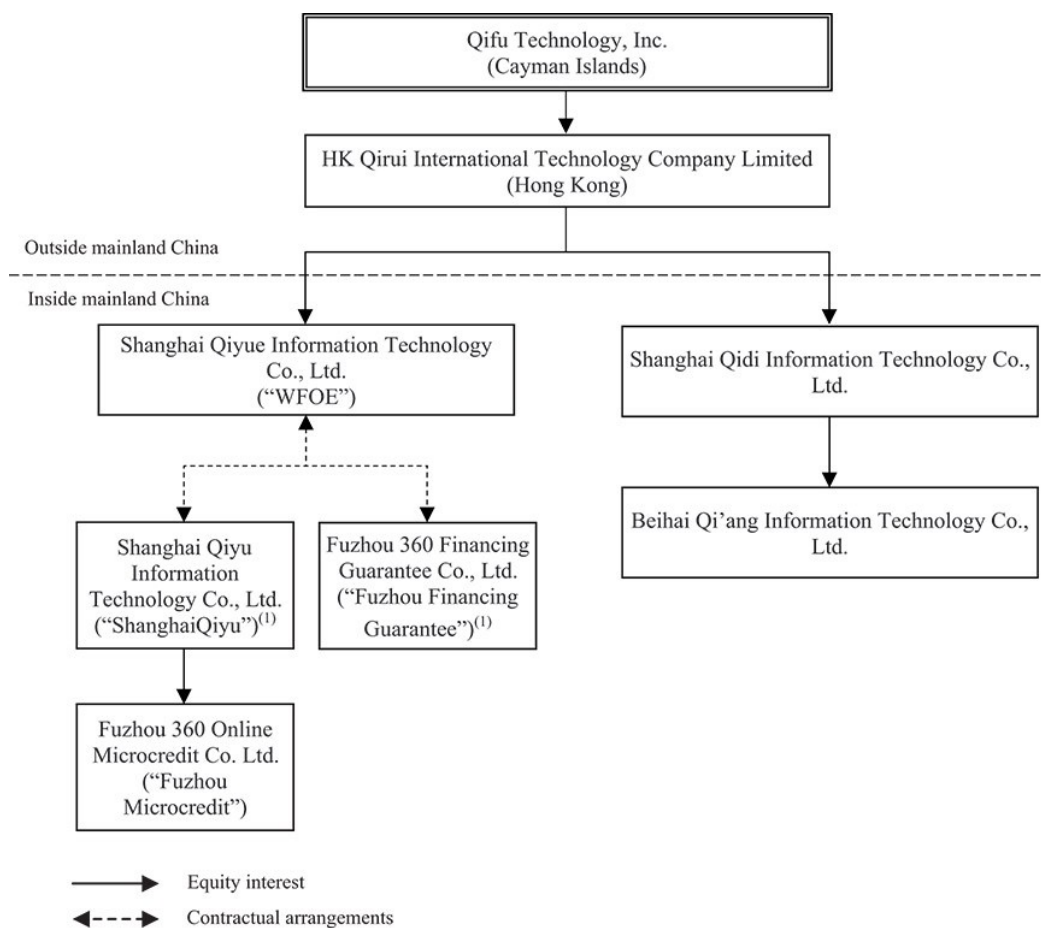 Qifu Technology, Inc.
(Cayman Islands)
HK Qirui International Technology Company Limited
(Hong Kong)
Outside mainland China
Inside mainland China
Shanghai Qiyue Information Technology
Co., Ltd.
(“WFOE”)
Shanghai Qidi Information Technology Co.,
Ltd.
Shanghai Qiyu
Information
Technology Co., Ltd.
(“ShanghaiQiyu”)(1)
Fuzhou 360 Financing
Guarantee Co., Ltd.
(“Fuzhou Financing
Guarantee”)(1)
Beihai Qi’ang Information Technology Co.,
Ltd.
Fuzhou 360 Online
Microcredit Co. Ltd.
(“Fuzhou
Microcredit”)
Equity interest
Contractual arrangements